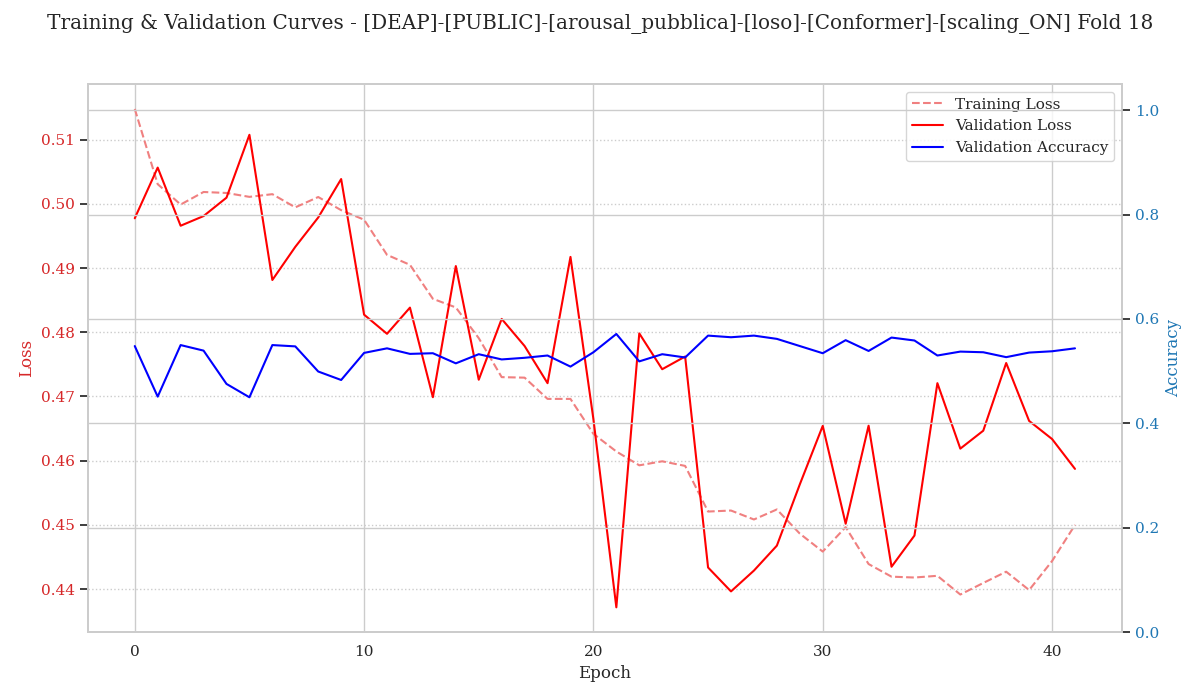 Training & Validation Curves - [DEAP]-[PUBLIC]-[arousal_pubblica]-[loso]-[Conformer]-[scaling_ON] Fold 18
Training Loss
Validation Loss
Validation Accuracy
0.51
0.50
0.49
0.48
0.47
0.46
0.45
0.44
Loss
1.0
0.8
0.6
0.4
0.2
0.0
Accuracy
0
10
20
30
40
Epoch